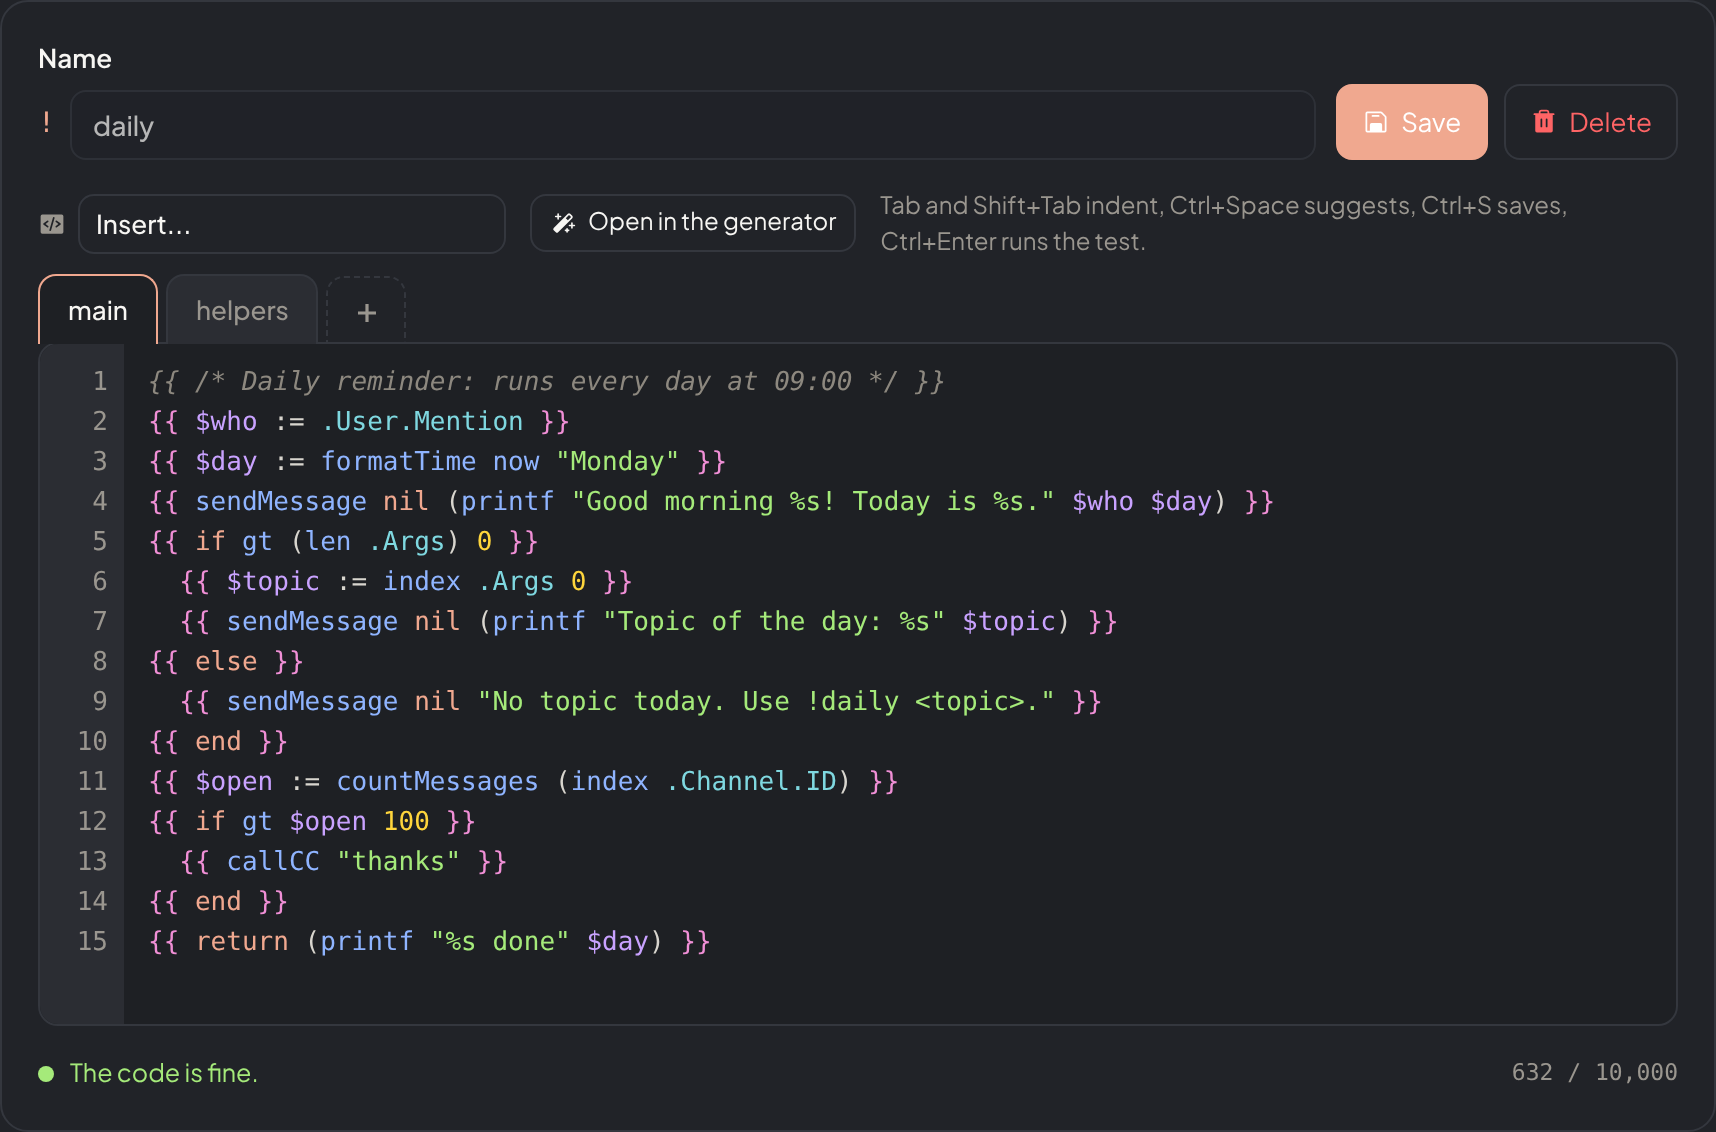 Name
! daily Save Delete
</> Insert... Open in the generator Tab and Shift+Tab indent, Ctrl+Space suggests, Ctrl+S saves,
Ctrl+Enter runs the test.
main helpers +
1 {{ /* Daily reminder: runs every day at 09:00 */ }}
2 {{ $who := .User.Mention }}
3 {{ $day := formatTime now "Monday" }}
4 {{ sendMessage nil (printf "Good morning %s! Today is %s." $who $day) }}
5 {{ if gt (len .Args) 0 }}
6   {{ $topic := index .Args 0 }}
7   {{ sendMessage nil (printf "Topic of the day: %s" $topic) }}
8 {{ else }}
9   {{ sendMessage nil "No topic today. Use !daily <topic>." }}
10 {{ end }}
11 {{ $open := countMessages (index .Channel.ID) }}
12 {{ if gt $open 100 }}
13   {{ callCC "thanks" }}
14 {{ end }}
15 {{ return (printf "%s done" $day) }}
The code is fine. 632 / 10,000